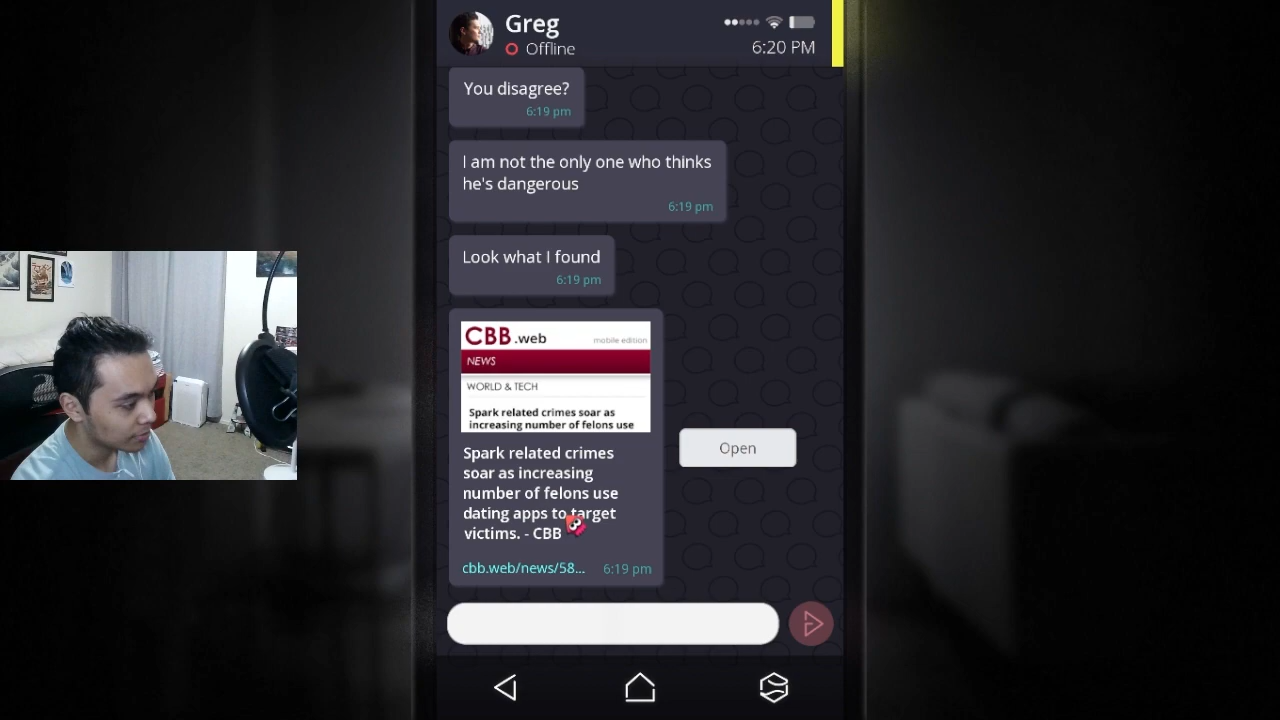 Greg
Offline
6:20 PM
You disagree?
6:19 pm
I am not the only one who thinks
he's dangerous
6:19 pm
Look what I found
6:19 pm
CBB.web
mobile edition
NEWS
WORLD & TECH
Spark related crimes soar as
increasing number of felons use
Spark related crimes
soar as increasing
number of felons use
dating apps to target
victims. - CBB
cbb.web/news/58...
6:19 pm
Open